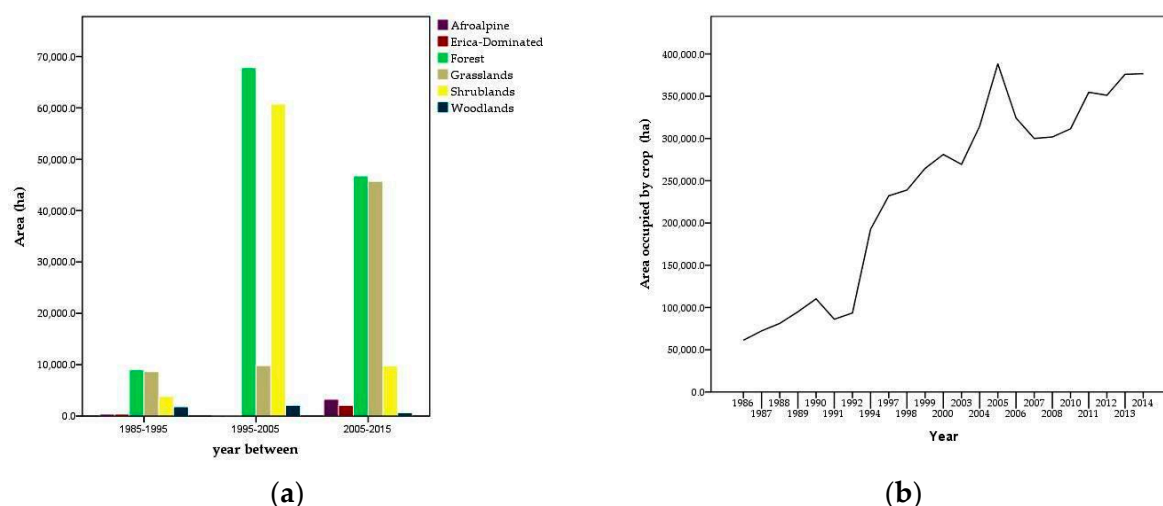 Afroalpine
Erica-Dominated
Forest
Grasslands
Shrublands
Woodlands
70,000.0
60,000.0
50,000.0
40,000.0
30,000.0
20,000.0
10,000.0
0.0
Area (ha)
1985-1995 1995-2005 2005-2015
year between
(a)
400,000.0
350,000.0
300,000.0
250,000.0
200,000.0
150,000.0
100,000.0
50,000.0
0.0
Area occupied by crop (ha)
1986 1988 1990 1992 1997 1999 2003 2005 2007 2010 2012 2014
1987 1989 1991 1994 1998 2000 2004 2006 2008 2011 2013
Year
(b)